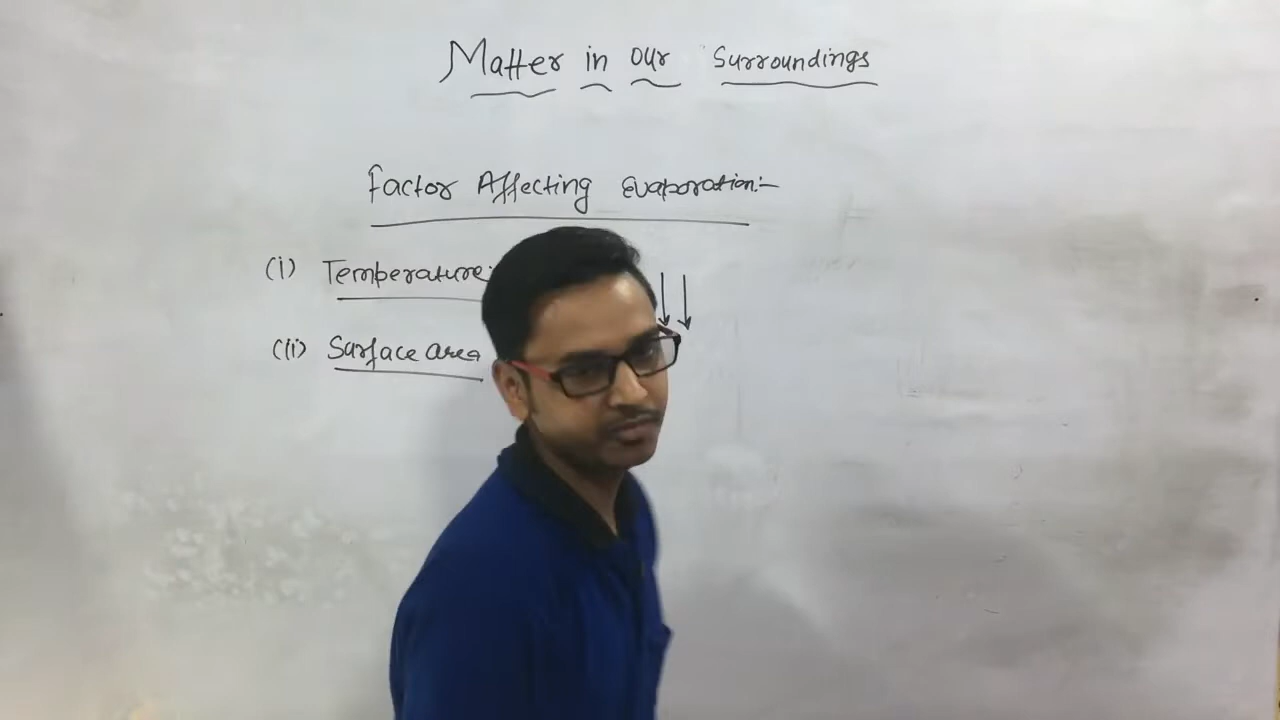 Matter in our Surroundings
Factor Affecting Evaporation:-
(i) Temperature:
(ii) Surface area